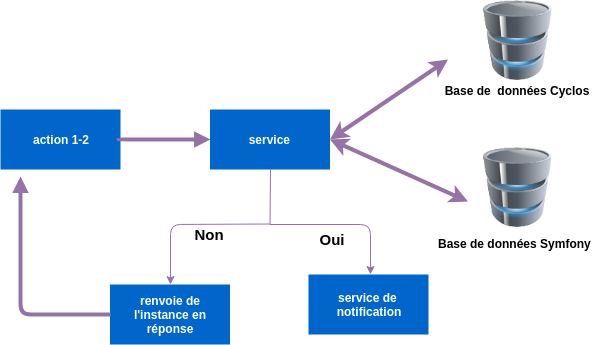 Base de données Cyclos
action 1-2
service
Base de données Symfony
Non
Oui
renvoie de
l'instance en
réponse
service de
notification